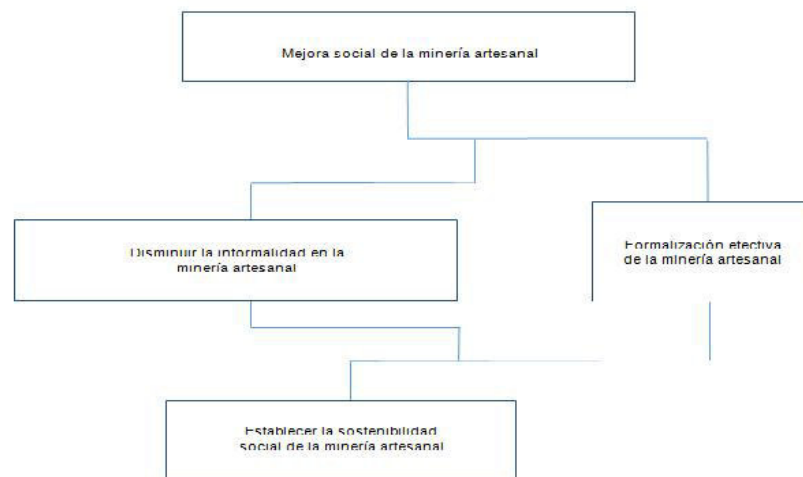 Mejora social de la minería artesanal
Disminuir la informalidad en la
minería artesanal
Formalización efectiva
de la minería artesanal
Establecer la sostenibilidad
social de la minería artesanal